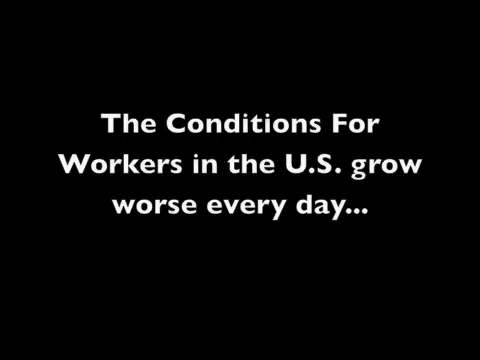 The Conditions For
Workers in the U.S. grow
worse every day...